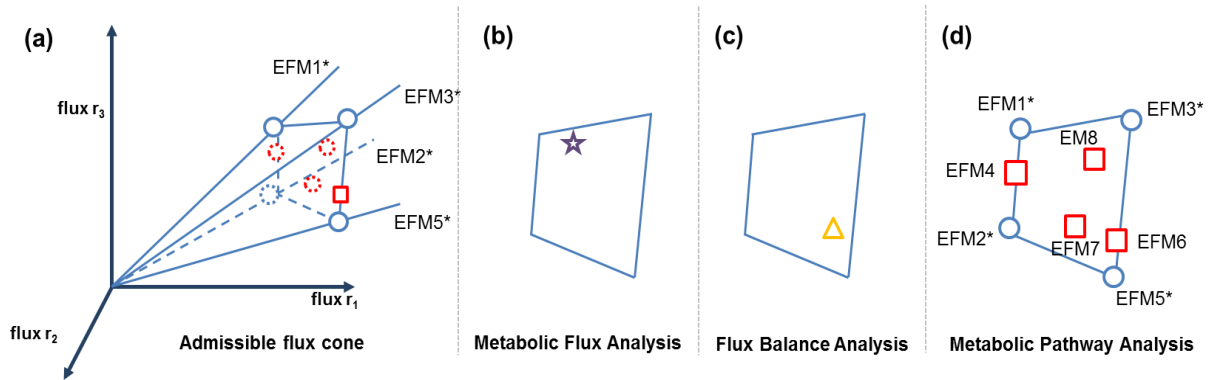 (a)
EFM1*
EFM3*
flux r3
EFM2*
EFM5*
flux r1
flux r2
Admissible flux cone
(b)
Metabolic Flux Analysis
(c)
Flux Balance Analysis
(d)
EFM1*
EFM3*
EM8
EFM4
EFM2*
EFM7
EFM6
EFM5*
Metabolic Pathway Analysis